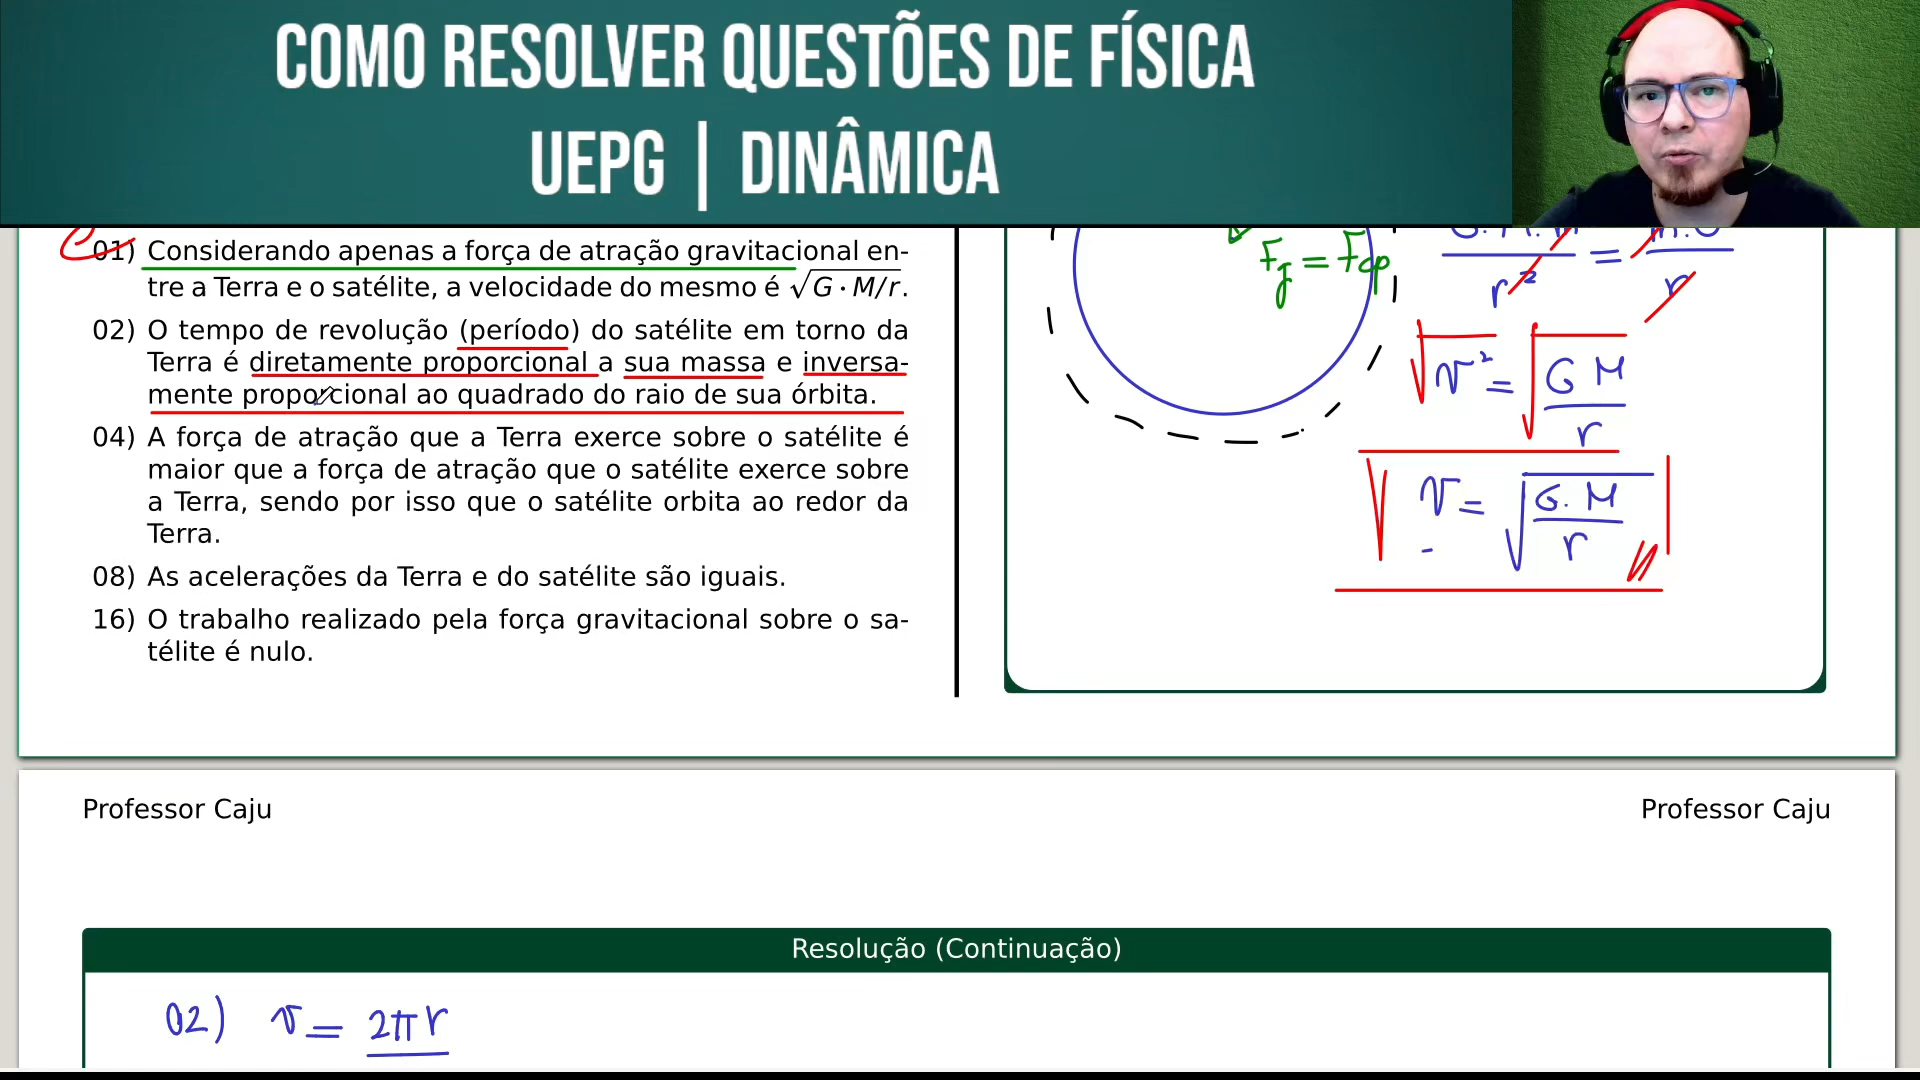 COMO RESOLVER QUESTÕES DE FÍSICA
UEPG | DINÂMICA
01) Considerando apenas a força de atração gravitacional en-
tre a Terra e o satélite, a velocidade do mesmo é √G · M/r.
02) O tempo de revolução (período) do satélite em torno da
Terra é diretamente proporcional a sua massa e inversa-
mente proporcional ao quadrado do raio de sua órbita.
04) A força de atração que a Terra exerce sobre o satélite é
maior que a força de atração que o satélite exerce sobre
a Terra, sendo por isso que o satélite orbita ao redor da
Terra.
08) As acelerações da Terra e do satélite são iguais.
16) O trabalho realizado pela força gravitacional sobre o sa-
télite é nulo.
Fg = Fcp
r² = r
√v² = √G M
r
v = √G. M
r
Professor Caju
Professor Caju
Resolução (Continuação)
02) v = 2πr